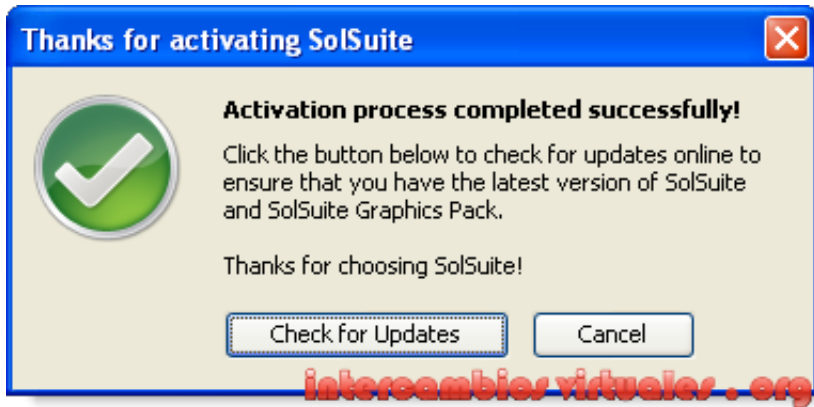 Thanks for activating SolSuite
Activation process completed successfully!
Click the button below to check for updates online to
ensure that you have the latest version of SolSuite
and SolSuite Graphics Pack.
Thanks for choosing SolSuite!
Check for Updates
Cancel
intercambios virtuales . org